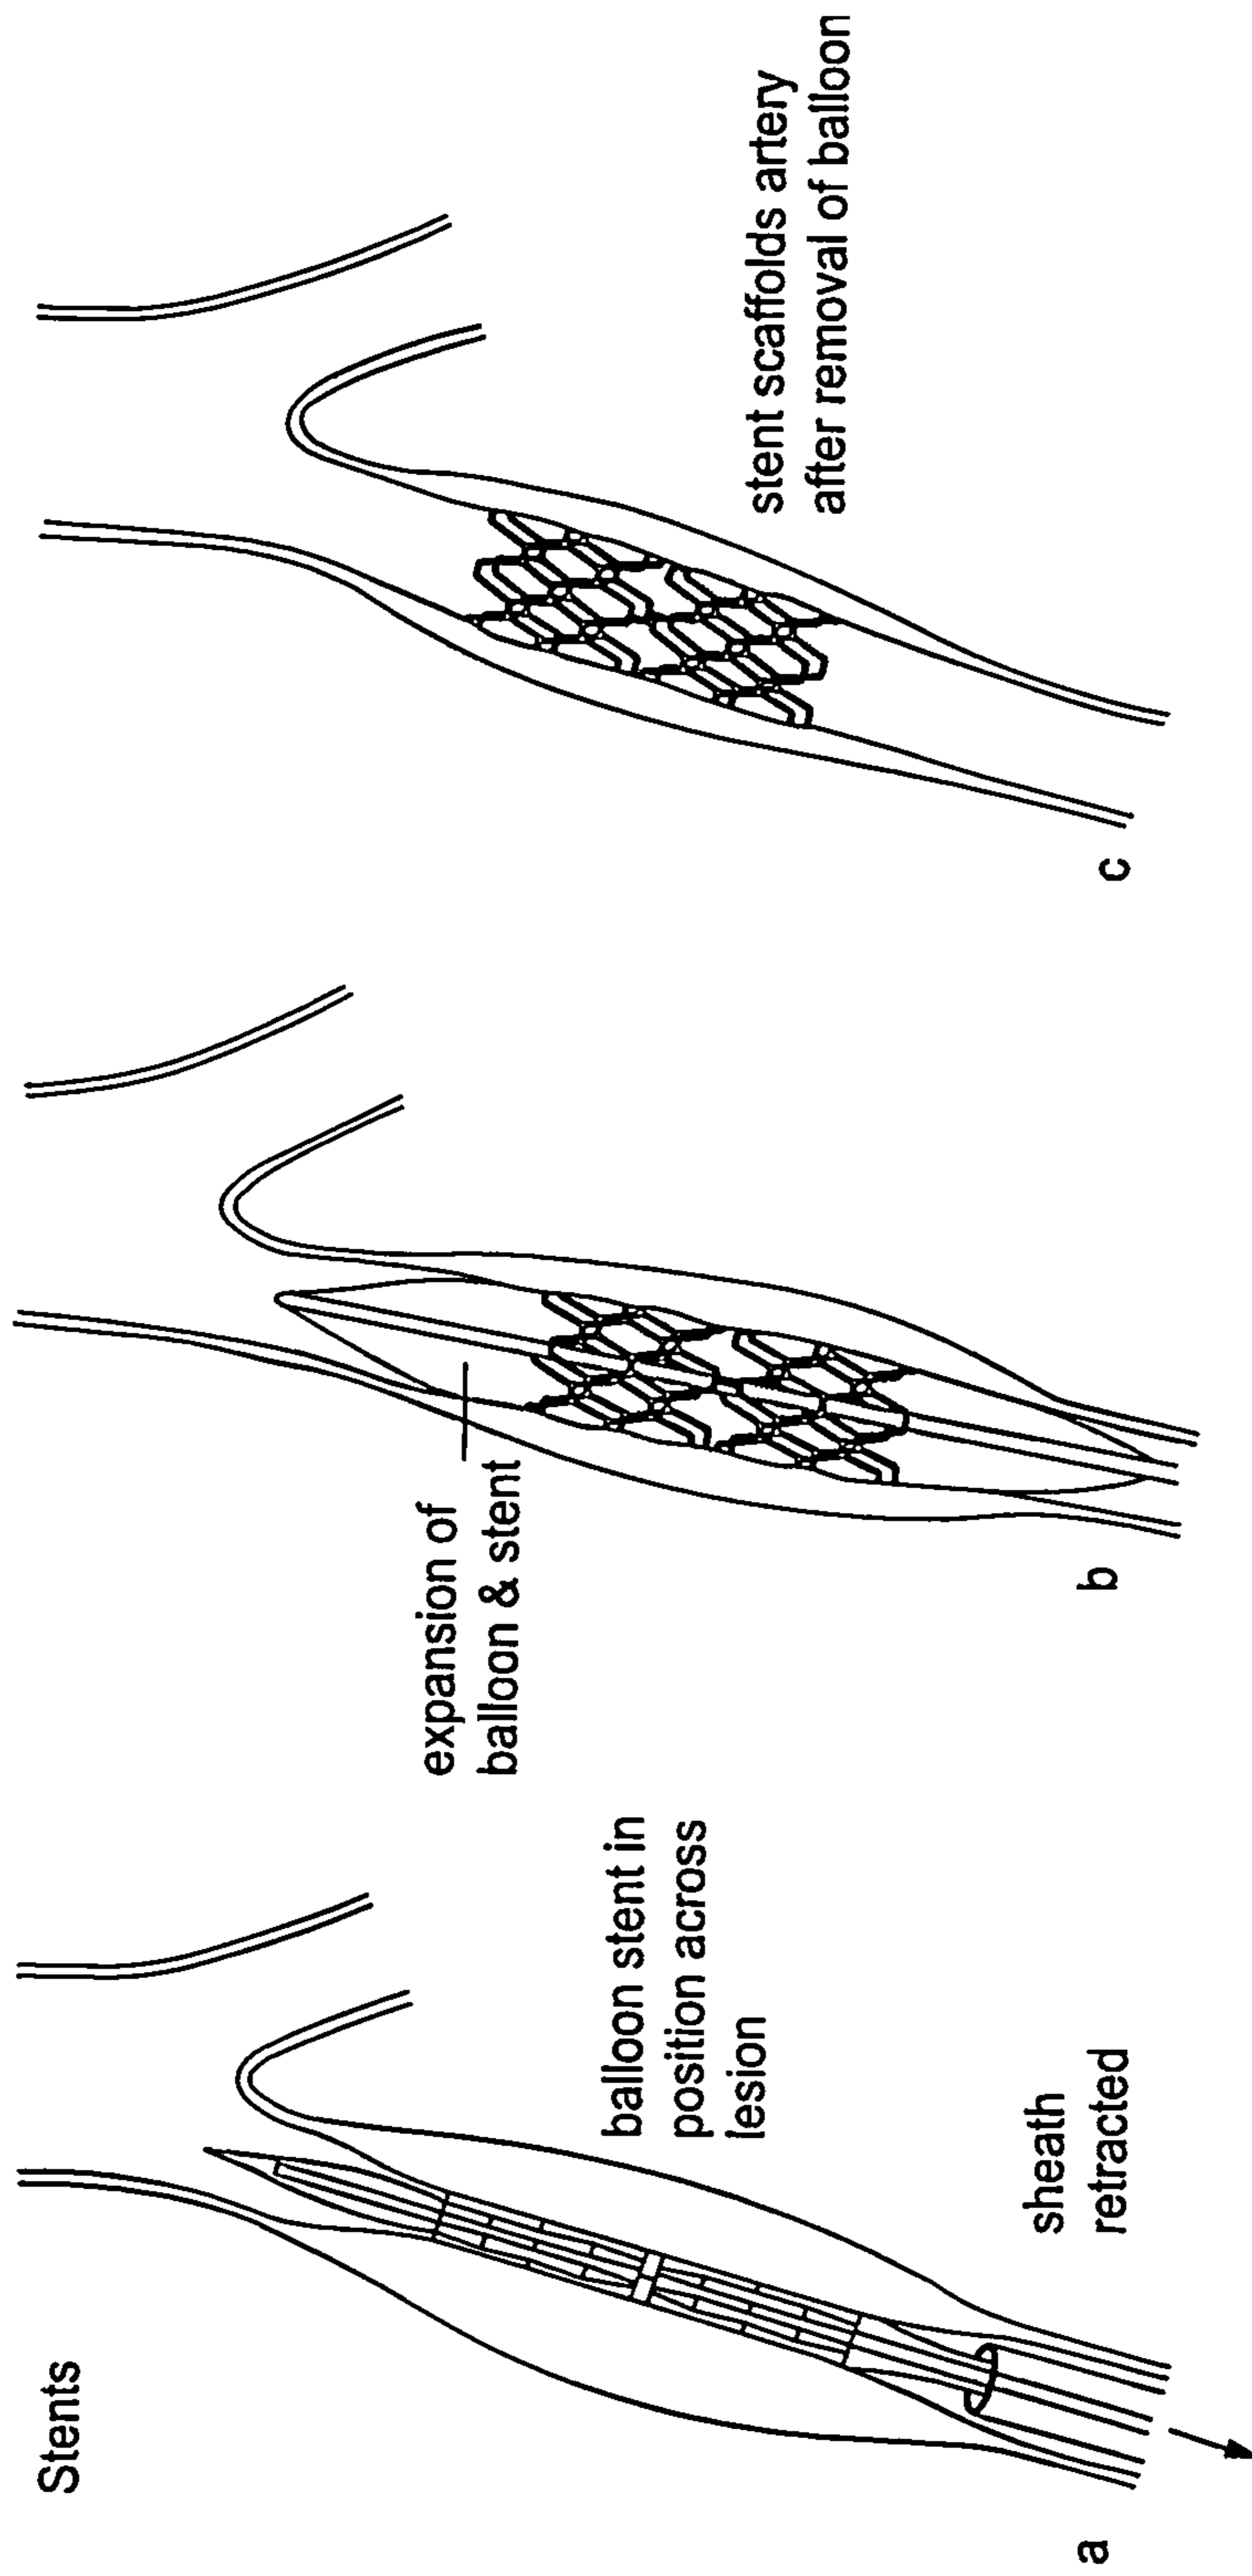 Stents
balloon stent in
position across
lesion
sheath
retracted
a
expansion of
balloon & stent
b
stent scaffolds artery
after removal of balloon
c